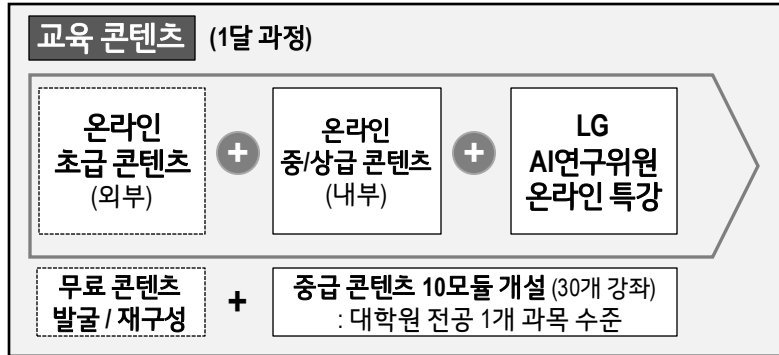 교육 콘텐츠 (1달 과정)
온라인
초급 콘텐츠
(외부)
+
온라인
중/상급 콘텐츠
(내부)
+
LG
AI연구위원
온라인 특강
무료 콘텐츠
발굴 / 재구성
+
중급 콘텐츠 10모듈 개설 (30개 강좌)
: 대학원 전공 1개 과목 수준